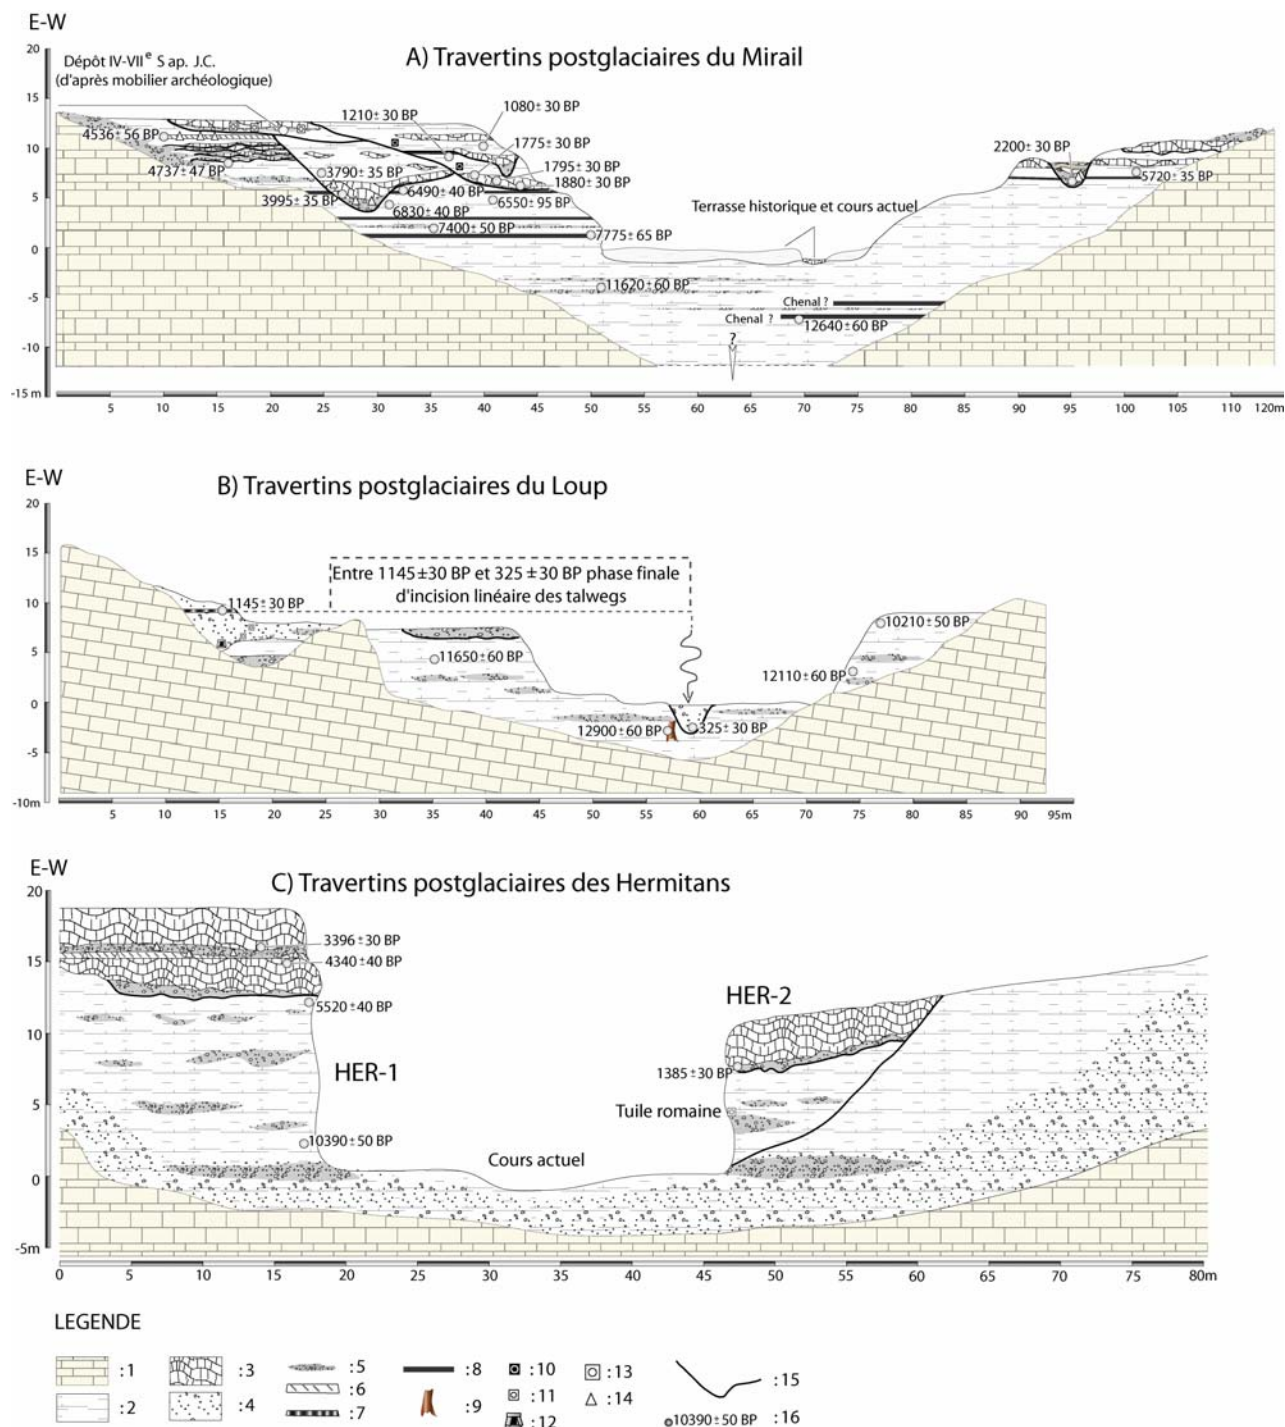 E-W
A) Travertins postglaciaires du Mirail
Dépôt IV-VIIe S ap. J.C.
(d'après mobilier archéologique)
20
15
10
5
0
-5
-10
-15 m
1210±30 BP
1080±30 BP
4536±56 BP
1775±30 BP
4737±47 BP
3790±35 BP
1795±30 BP
1880±30 BP
3995±35 BP
6490±40 BP
6550±95 BP
6830±40 BP
7400±50 BP
7775±65 BP
2200±30 BP
5720±35 BP
Terrasse historique et cours actuel
11620±60 BP
Chenal ?
Chenal ?
12640±60 BP
?
5 10 15 20 25 30 35 40 45 50 51 60 65 70 75 80 85 90 95 100 105 110 120m
E-W
B) Travertins postglaciaires du Loup
20
15
10
5
0
-5
-10m
Entre 1145±30 BP et 325±30 BP phase finale
d'incision linéaire des talwegs
1145±30 BP
10210±50 BP
11650±60 BP
12110±60 BP
12900±60 BP
325±30 BP
5 10 15 20 25 30 35 40 45 50 55 60 65 70 75 80 85 90 95m
E-W
C) Travertins postglaciaires des Hermitans
20
15
10
5
0
-5m
3396±30 BP
4340±40 BP
5520±40 BP
HER-2
HER-1
1385±30 BP
Tuile romaine
10390±50 BP
Cours actuel
0 5 10 15 20 25 30 35 40 45 50 55 60 65 70 75 80m
LEGENDE
:1 :3 :5 :8 :10 :13 :15
:6 :11 :14
:2 :4 :7 :9 :12 10390±50 BP :16